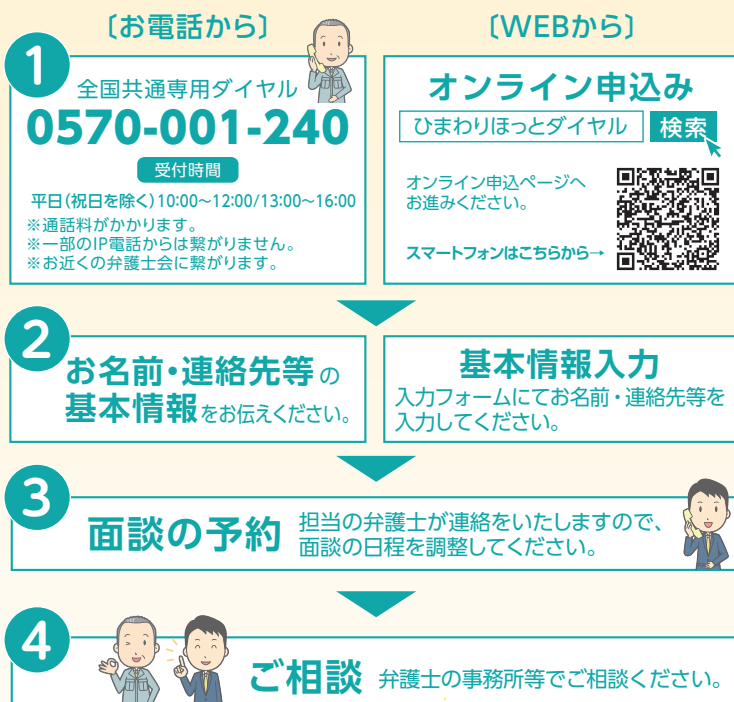 〔お電話から〕
1
全国共通専用ダイヤル
0570-001-240
受付時間
平日(祝日を除く)10:00〜12:00/13:00〜16:00
※通話料がかかります。
※一部のIP電話からは繋がりません。
※お近くの弁護士会に繋がります。
〔WEBから〕
オンライン申込み
ひまわりほっとダイヤル 検索
オンライン申込ページへ
お進みください。
スマートフォンはこちらから→
2
お名前・連絡先等の
基本情報をお伝えください。
基本情報入力
入力フォームにてお名前・連絡先等を
入力してください。
3
面談の予約
担当の弁護士が連絡をいたしますので、
面談の日程を調整してください。
4
ご相談 弁護士の事務所等でご相談ください。